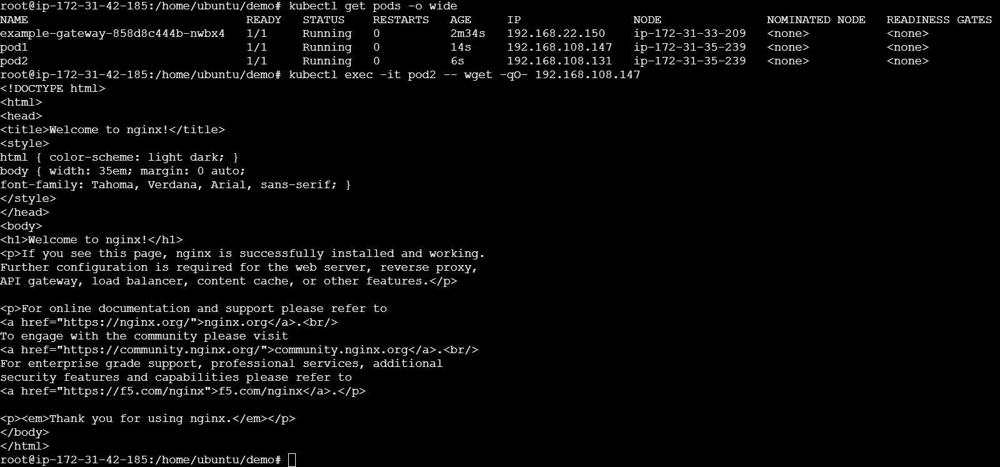 root@ip-172-31-42-185:/home/ubuntu/demo# kubectl get pods -o wide
NAME READY STATUS RESTARTS AGE IP NODE NOMINATED NODE READINESS GATES
example-gateway-858d8c444b-nwbx4 1/1 Running 0 2m34s 192.168.22.150 ip-172-31-33-209 <none> <none>
pod1 1/1 Running 0 14s 192.168.108.147 ip-172-31-35-239 <none> <none>
pod2 1/1 Running 0 6s 192.168.108.131 ip-172-31-35-239 <none> <none>
root@ip-172-31-42-185:/home/ubuntu/demo# kubectl exec -it pod2 -- wget -qO- 192.168.108.147
<!DOCTYPE html>
<html>
<head>
<title>Welcome to nginx!</title>
<style>
html { color-scheme: light dark; }
body { width: 35em; margin: 0 auto;
font-family: Tahoma, Verdana, Arial, sans-serif; }
</style>
</head>
<body>
<h1>Welcome to nginx!</h1>
<p>If you see this page, nginx is successfully installed and working.
Further configuration is required for the web server, reverse proxy,
API gateway, load balancer, content cache, or other features.</p>

<p>For online documentation and support please refer to
<a href="https://nginx.org/">nginx.org</a>.<br/>
To engage with the community please visit
<a href="https://community.nginx.org/">community.nginx.org</a>.<br/>
For enterprise grade support, professional services, additional
security features and capabilities please refer to
<a href="https://f5.com/nginx">f5.com/nginx</a>.</p>

<p><em>Thank you for using nginx.</em></p>
</body>
</html>
root@ip-172-31-42-185:/home/ubuntu/demo#